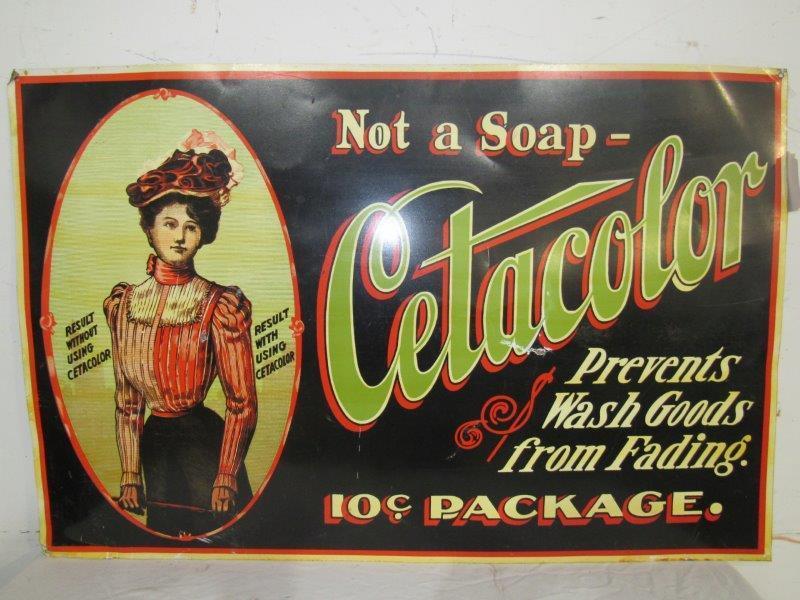 Not a Soap –
Cetacolor
Prevents
Wash Goods
from Fading.
10¢ PACKAGE.
RESULT
WITHOUT
USING
CETACOLOR
RESULT
WITH
USING
CETACOLOR